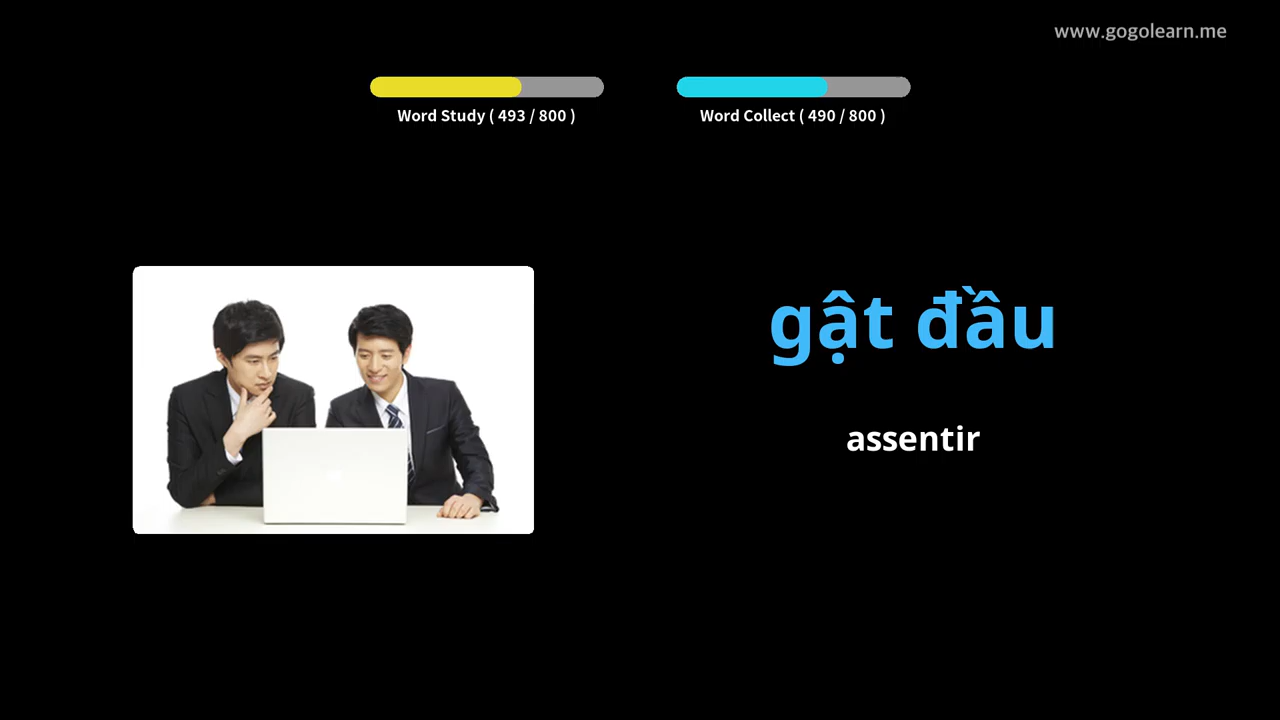 www.gogolearn.me
Word Study ( 493 / 800 )
Word Collect ( 490 / 800 )
gật đầu
assentir